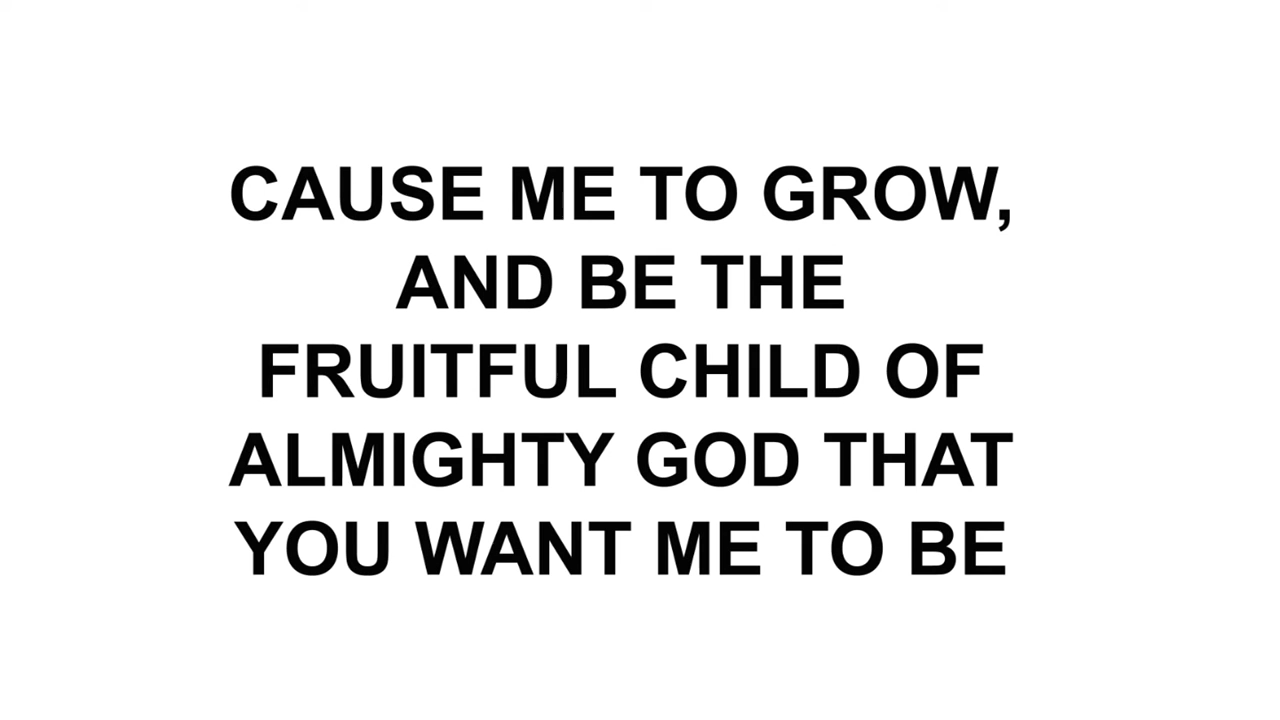 CAUSE ME TO GROW,
AND BE THE
FRUITFUL CHILD OF
ALMIGHTY GOD THAT
YOU WANT ME TO BE